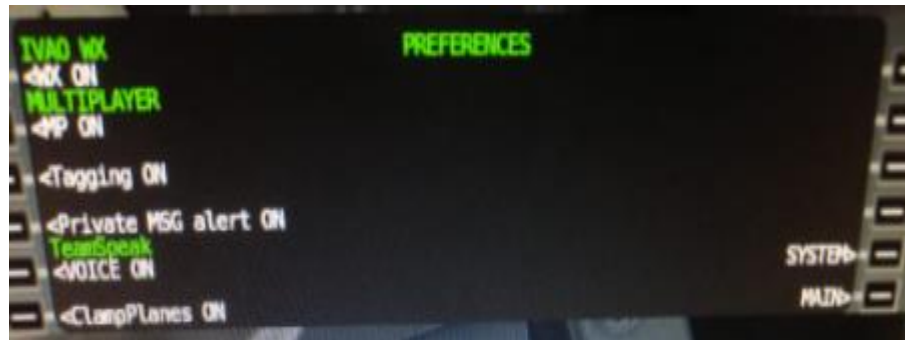 PREFERENCES
IVAO WX
<WX ON
MULTIPLAYER
<MP ON
<Tagging ON
<Private MSG alert ON
TeamSpeak
<VOICE ON
SYSTEM>
<ClampPlanes ON
MAIN>